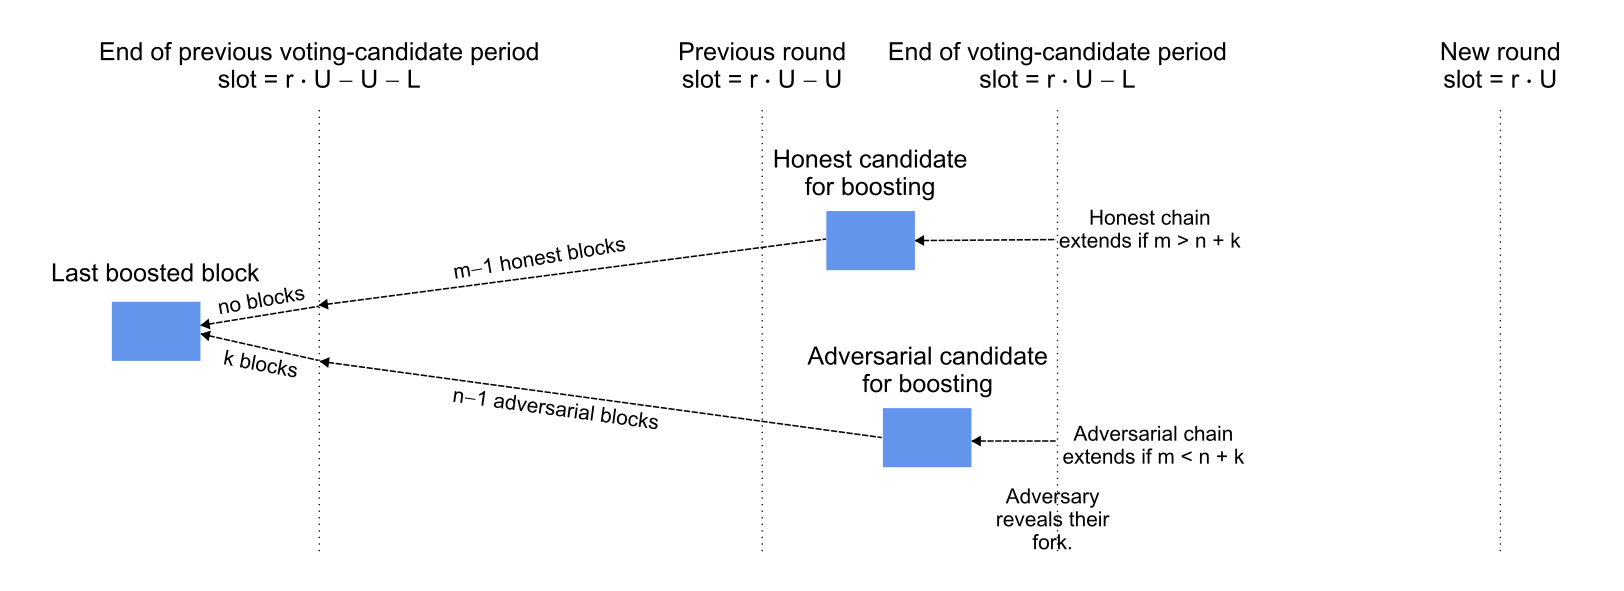 End of previous voting-candidate period
slot = r · U − U − L
Previous round
slot = r · U − U
End of voting-candidate period
slot = r · U − L
New round
slot = r · U
Honest candidate
for boosting
Honest chain
extends if m > n + k
m−1 honest blocks
Last boosted block
no blocks
k blocks
Adversarial candidate
for boosting
n−1 adversarial blocks
Adversarial chain
extends if m < n + k
Adversary
reveals their
fork.